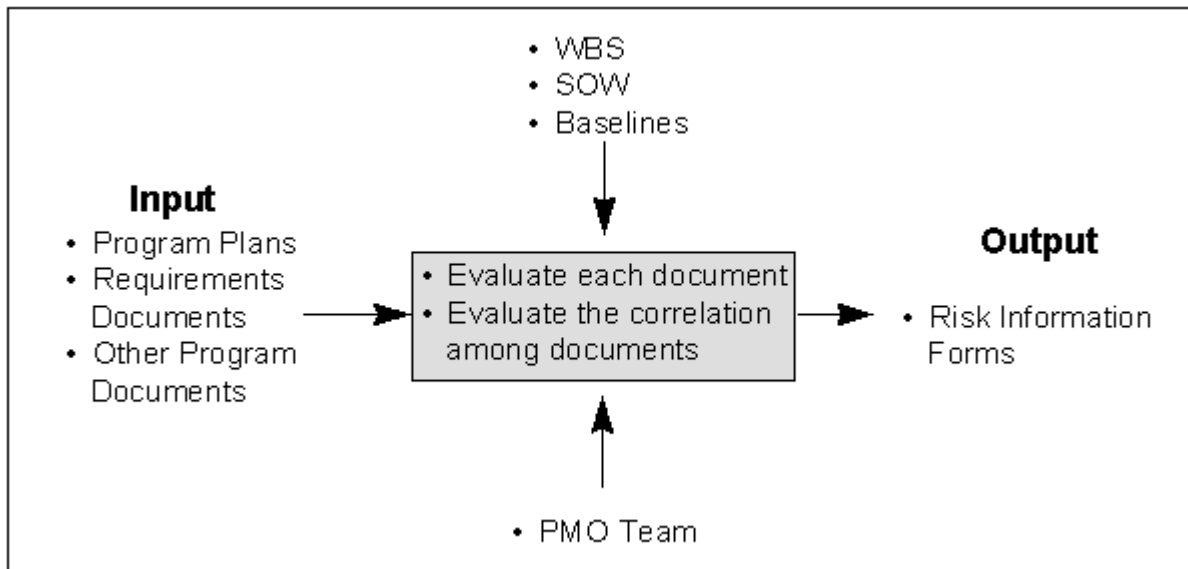 • WBS
• SOW
• Baselines
Input
• Program Plans
• Requirements
Documents
• Other Program
Documents
• Evaluate each document
• Evaluate the correlation
among documents
Output
• Risk Information
Forms
• PMO Team